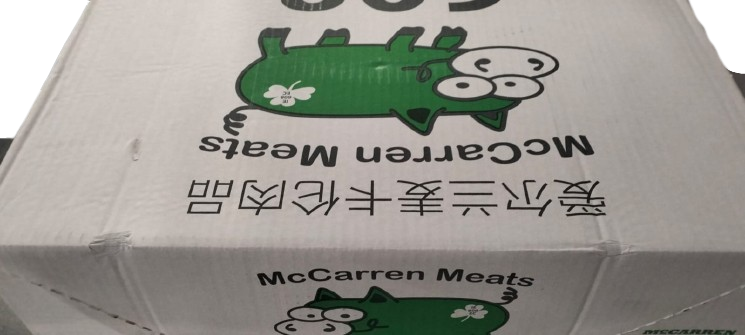 McCarren Meats
爱尔兰麦卡伦肉品
McCarren Meats
MCCARREN